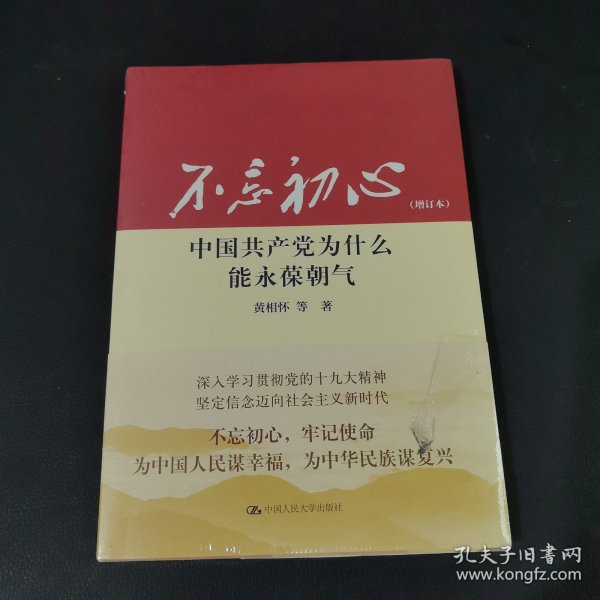 不忘初心
(增订本)
中国共产党为什么
能永葆朝气
黄相怀 等 著
深入学习贯彻党的十九大精神
坚定信念迈向社会主义新时代
不忘初心，牢记使命
为中国人民谋幸福，为中华民族谋复兴
中国人民大学出版社
孔夫子旧书网
www.kongfz.com